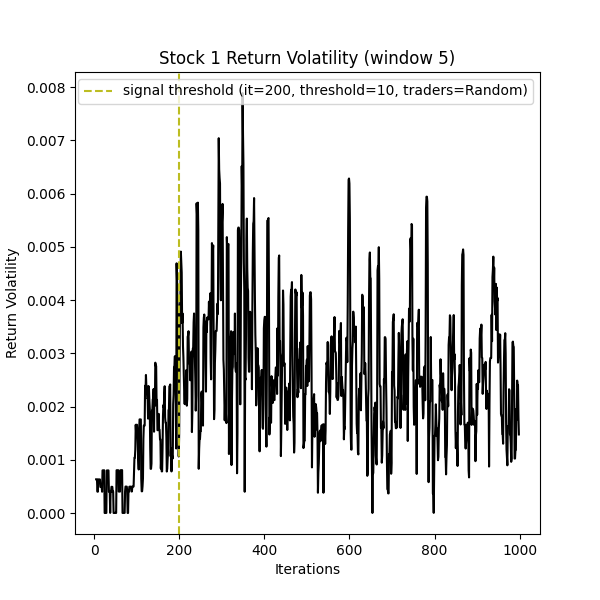 Stock 1 Return Volatility (window 5)
signal threshold (it=200, threshold=10, traders=Random)
Return Volatility
0.008
0.007
0.006
0.005
0.004
0.003
0.002
0.001
0.000
0 200 400 600 800 1000
Iterations